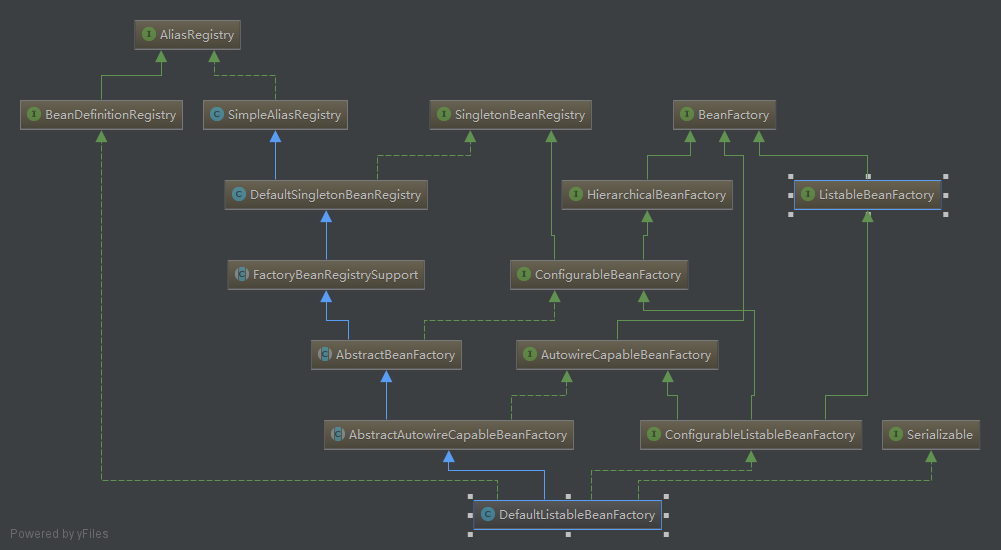 I AliasRegistry
I BeanDefinitionRegistry
C SimpleAliasRegistry
I SingletonBeanRegistry
I BeanFactory
C DefaultSingletonBeanRegistry
I HierarchicalBeanFactory
I ListableBeanFactory
C FactoryBeanRegistrySupport
I ConfigurableBeanFactory
C AbstractBeanFactory
I AutowireCapableBeanFactory
C AbstractAutowireCapableBeanFactory
I ConfigurableListableBeanFactory
I Serializable
C DefaultListableBeanFactory
Powered by yFiles